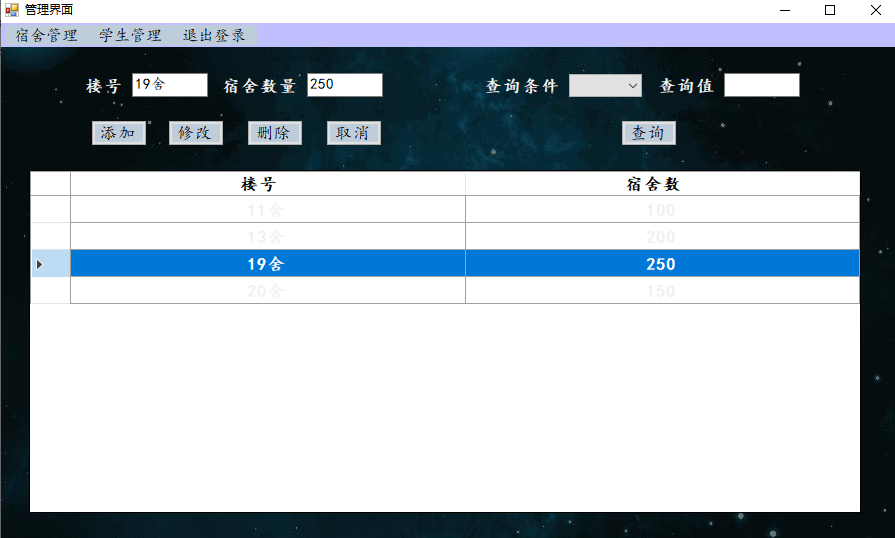 管理界面
宿舍管理 学生管理 退出登录
楼号 19舍 宿舍数量 250 查询条件 查询值
添加 修改 删除 取消 查询
楼号 宿舍数
11舍 100
13舍 200
19舍 250
20舍 150